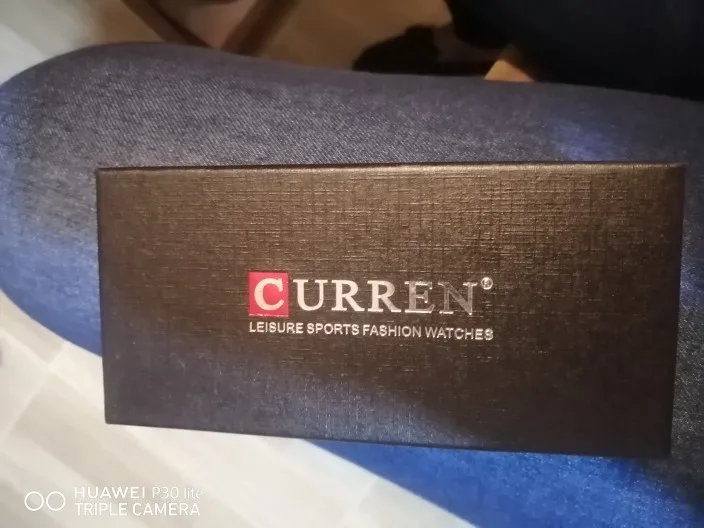 CURREN®
LEISURE SPORTS FASHION WATCHES
HUAWEI P30 lite
TRIPLE CAMERA